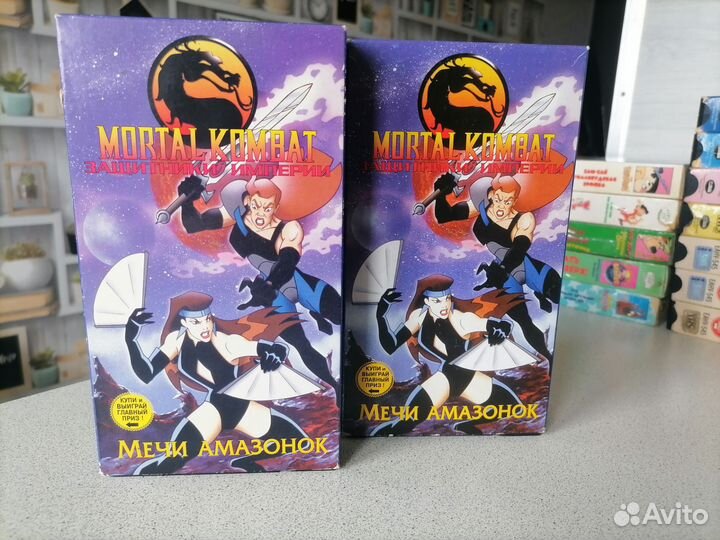 MORTAL KOMBAT
ЗАЩИТНИКИ ИМПЕРИИ
КУПИ и
ВЫИГРАЙ
ГЛАВНЫЙ
ПРИЗ !
МЕЧИ АМАЗОНОК
MORTAL KOMBAT
ЗАЩИТНИКИ ИМПЕРИИ
КУПИ и
ВЫИГРАЙ
ГЛАВНЫЙ
ПРИЗ !
МЕЧИ АМАЗОНОК
Avito